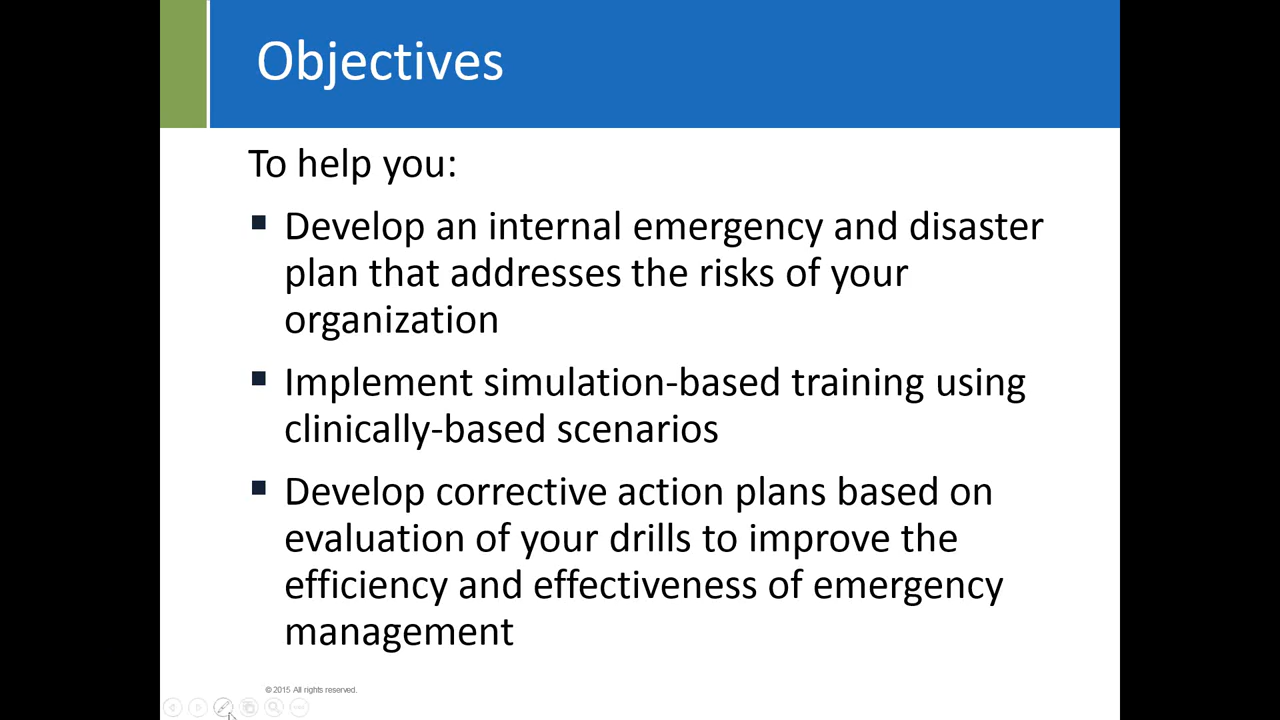 Objectives
To help you:
▪ Develop an internal emergency and disaster
plan that addresses the risks of your
organization
▪ Implement simulation-based training using
clinically-based scenarios
▪ Develop corrective action plans based on
evaluation of your drills to improve the
efficiency and effectiveness of emergency
management
© 2015 All rights reserved.